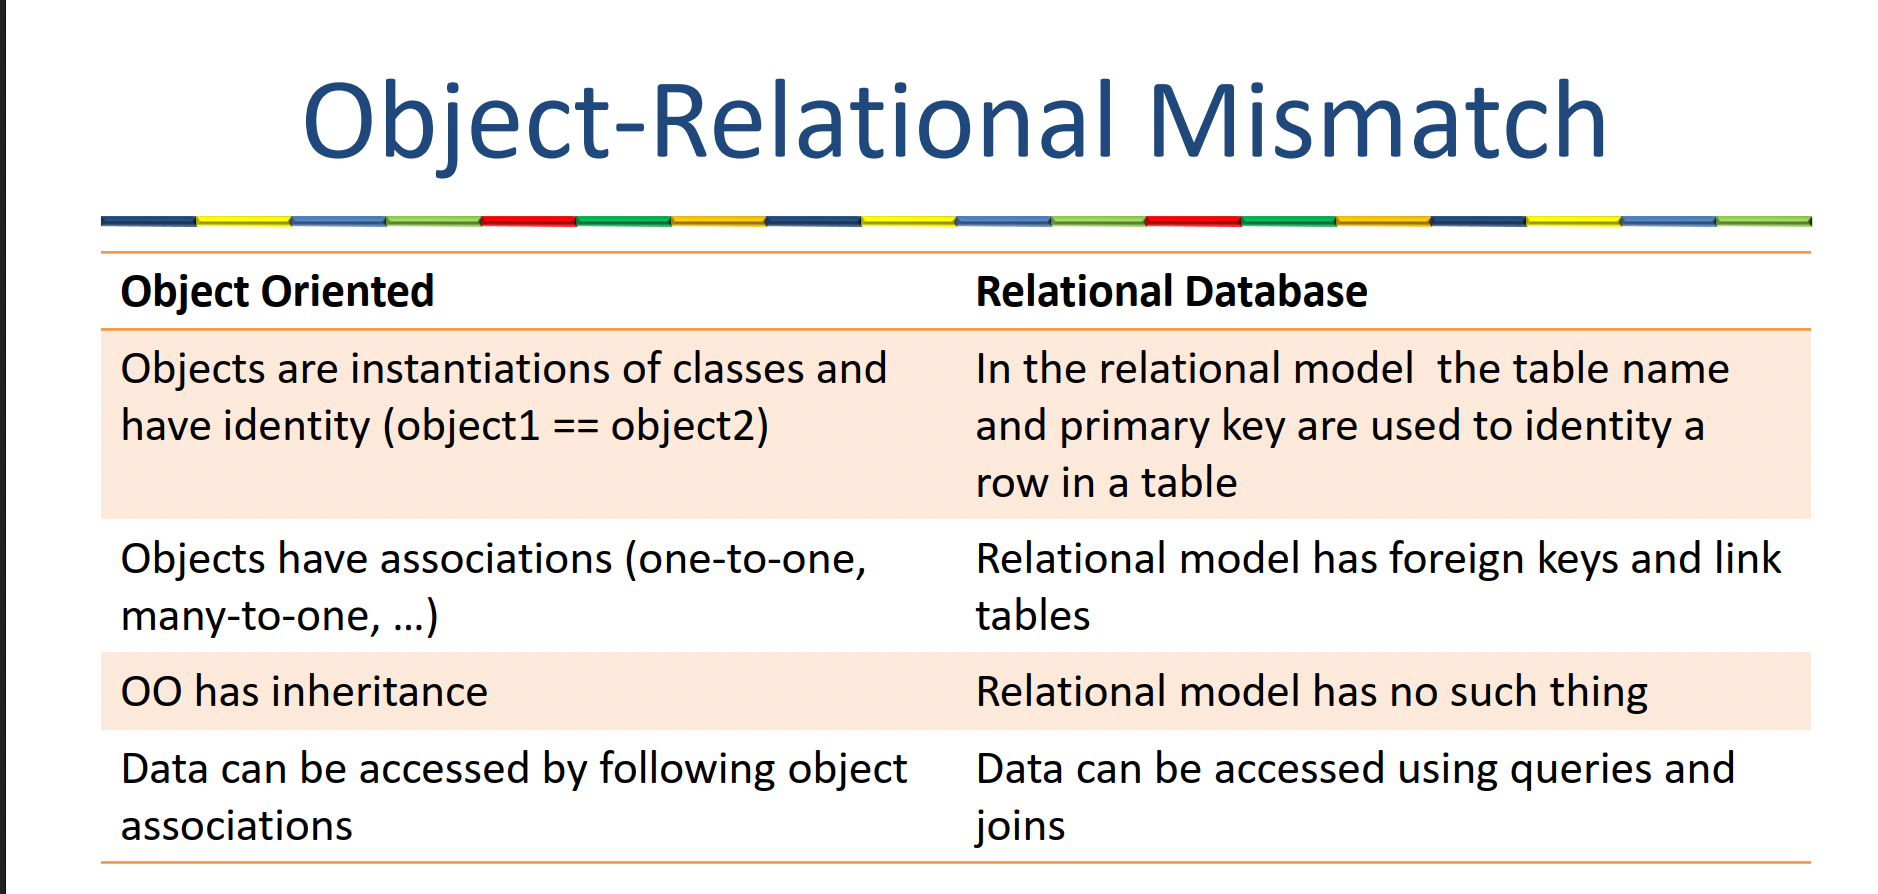 Object-Relational Mismatch
Object Oriented
Relational Database
Objects are instantiations of classes and
have identity (object1 == object2)
In the relational model  the table name
and primary key are used to identity a
row in a table
Objects have associations (one-to-one,
many-to-one, …)
Relational model has foreign keys and link
tables
OO has inheritance
Relational model has no such thing
Data can be accessed by following object
associations
Data can be accessed using queries and
joins